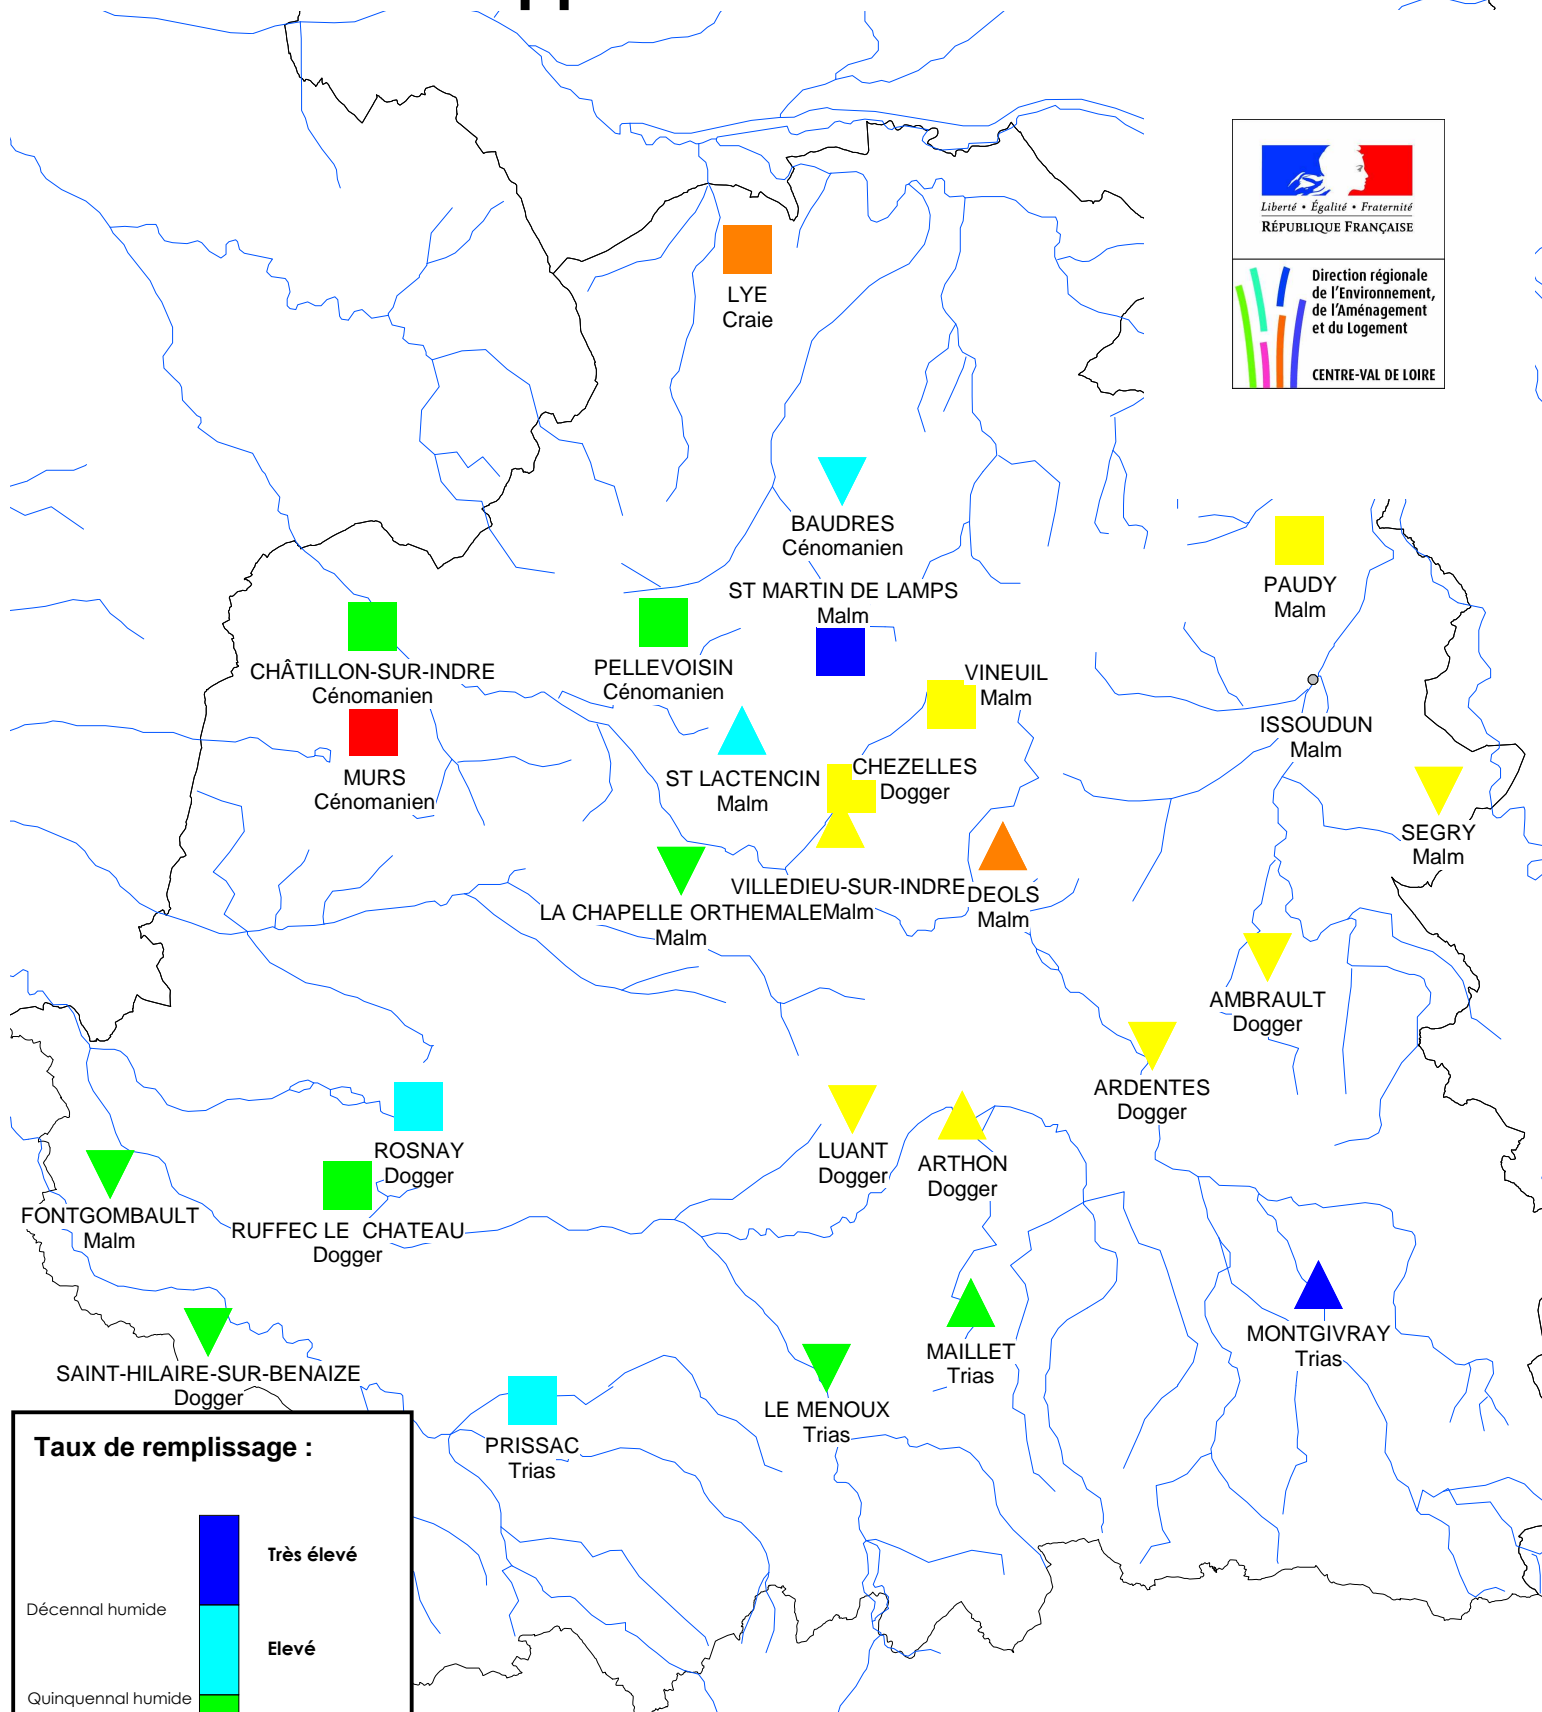 Liberté • Égalité • Fraternité
RÉPUBLIQUE FRANÇAISE
Direction régionale
de l'Environnement,
de l'Aménagement
et du Logement
CENTRE-VAL DE LOIRE
LYE
Craie
BAUDRES
Cénomanien
ST MARTIN DE LAMPS
Malm
PAUDY
Malm
CHÂTILLON-SUR-INDRE
Cénomanien
PELLEVOISIN
Cénomanien
VINEUIL
Malm
ISSOUDUN
Malm
MURS
Cénomanien
ST LACTENCIN
Malm
CHEZELLES
Dogger
SEGRY
Malm
VILLEDIEU-SUR-INDRE
Malm
DEOLS
Malm
LA CHAPELLE ORTHEMALE
Malm
AMBRAULT
Dogger
ARDENTES
Dogger
ROSNAY
Dogger
LUANT
Dogger
ARTHON
Dogger
FONTGOMBAULT
Malm
RUFFEC LE  CHATEAU
Dogger
MONTGIVRAY
Trias
MAILLET
Trias
SAINT-HILAIRE-SUR-BENAIZE
Dogger
LE MENOUX
Trias
PRISSAC
Trias
Taux de remplissage :
Très élevé
Décennal humide
Elevé
Quinquennal humide